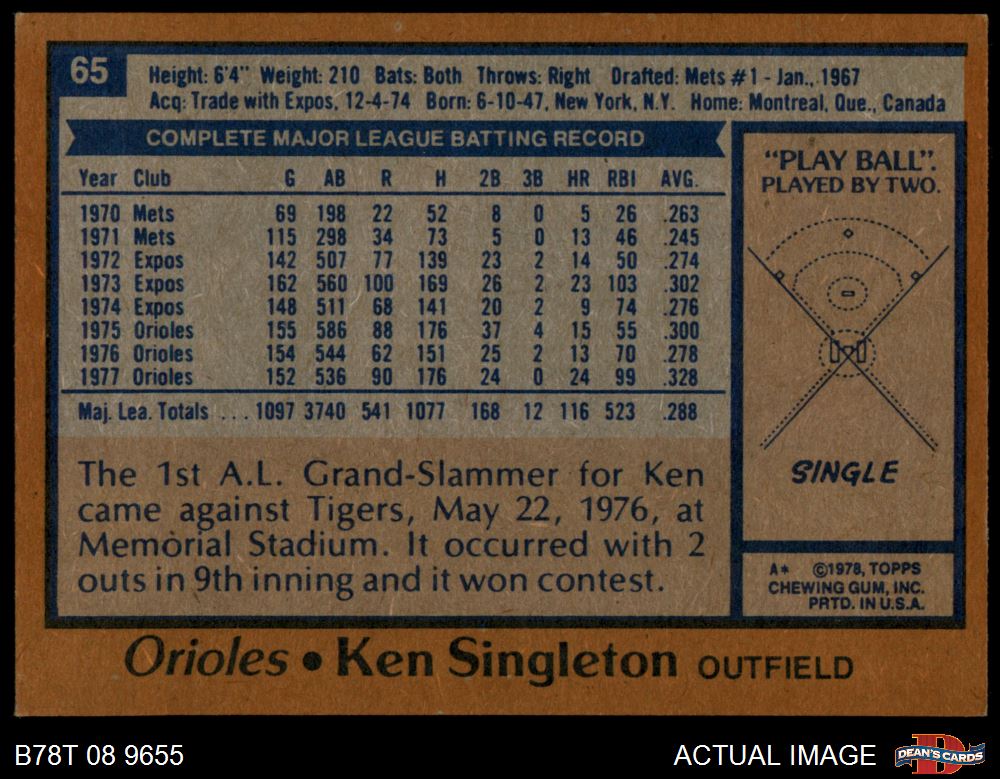 65
Height: 6'4" Weight: 210 Bats: Both Throws: Right Drafted: Mets #1 - Jan., 1967
Acq: Trade with Expos, 12-4-74 Born: 6-10-47, New York, N.Y. Home: Montreal, Que., Canada
COMPLETE MAJOR LEAGUE BATTING RECORD
Year Club G AB R H 2B 3B HR RBI AVG.
1970 Mets 69 198 22 52 8 0 5 26 .263
1971 Mets 115 298 34 73 5 0 13 46 .245
1972 Expos 142 507 77 139 23 2 14 50 .274
1973 Expos 162 560 100 169 26 2 23 103 .302
1974 Expos 148 511 68 141 20 2 9 74 .276
1975 Orioles 155 586 88 176 37 4 15 55 .300
1976 Orioles 154 544 62 151 25 2 13 70 .278
1977 Orioles 152 536 90 176 24 0 24 99 .328
Maj. Lea. Totals ... 1097 3740 541 1077 168 12 116 523 .288
The 1st A.L. Grand-Slammer for Ken
came against Tigers, May 22, 1976, at
Memorial Stadium. It occurred with 2
outs in 9th inning and it won contest.
"PLAY BALL".
PLAYED BY TWO.
SINGLE
A* ©1978, TOPPS
CHEWING GUM, INC.
PRTD. IN U.S.A.
Orioles • Ken Singleton OUTFIELD
B78T 08 9655 ACTUAL IMAGE
D
DEAN'S CARDS